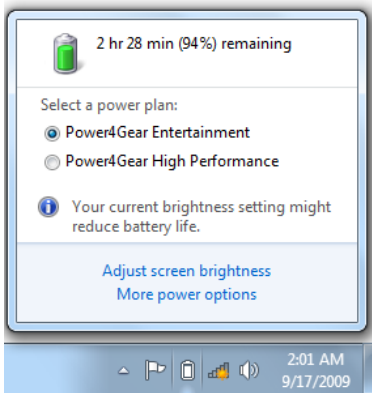 2 hr 28 min (94%) remaining
Select a power plan:
Power4Gear Entertainment
Power4Gear High Performance
Your current brightness setting might
reduce battery life.
Adjust screen brightness
More power options
2:01 AM
9/17/2009